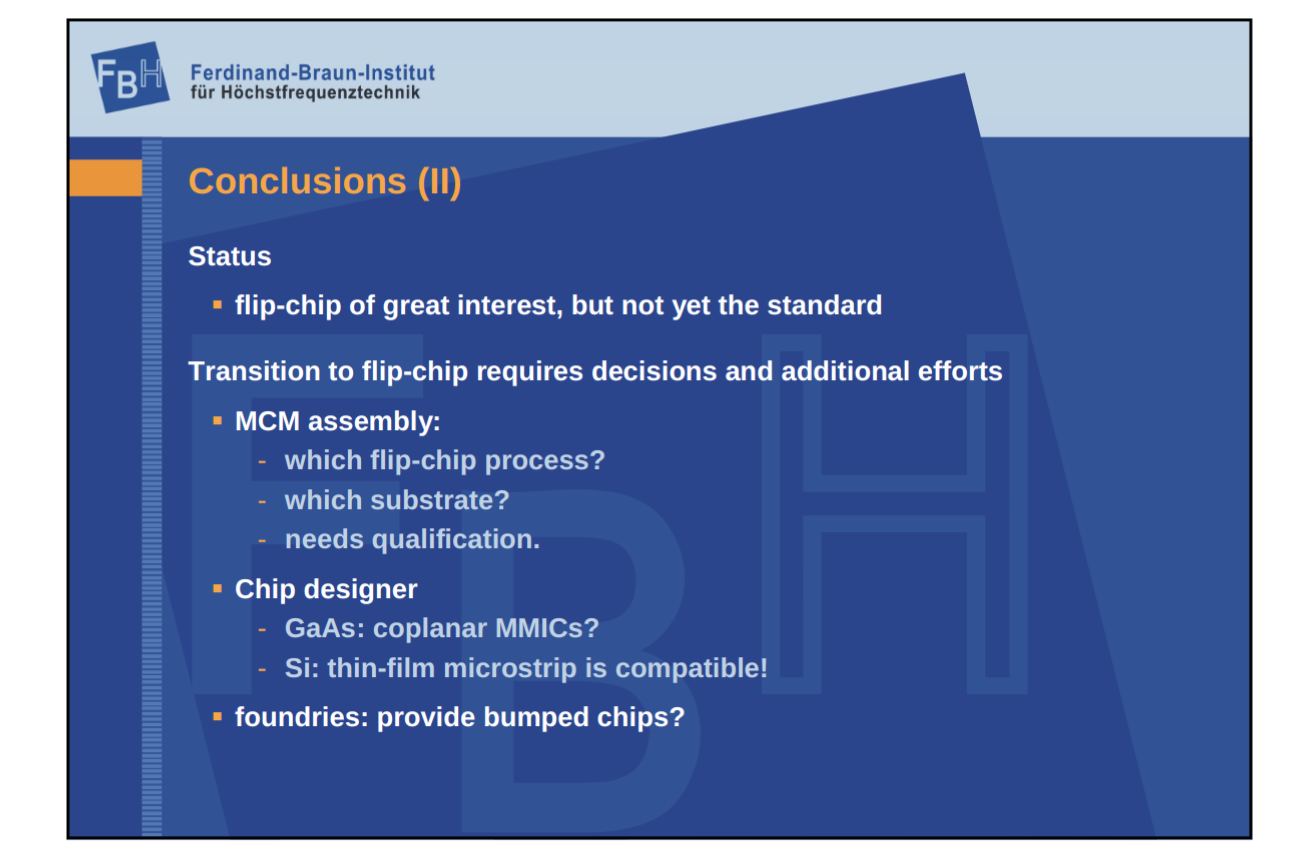 FBH
Ferdinand-Braun-Institut
für Höchstfrequenztechnik
Conclusions (II)
Status
▪ flip-chip of great interest, but not yet the standard
Transition to flip-chip requires decisions and additional efforts
▪ MCM assembly:
- which flip-chip process?
- which substrate?
- needs qualification.
▪ Chip designer
- GaAs: coplanar MMICs?
- Si: thin-film microstrip is compatible!
▪ foundries: provide bumped chips?
FBH